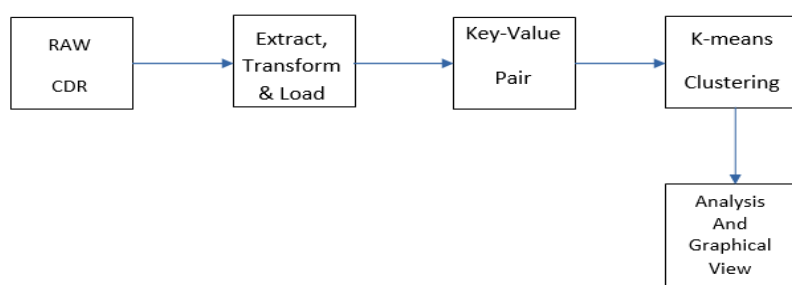 RAW
CDR
Extract,
Transform
& Load
Key-Value
Pair
K-means
Clustering
Analysis
And
Graphical
View